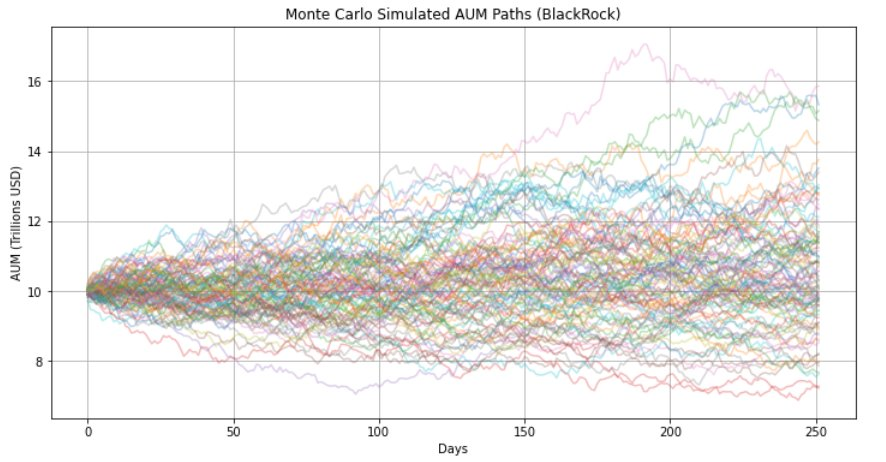 Monte Carlo Simulated AUM Paths (BlackRock)
AUM (Trillions USD)
16
14
12
10
8
0 50 100 150 200 250
Days